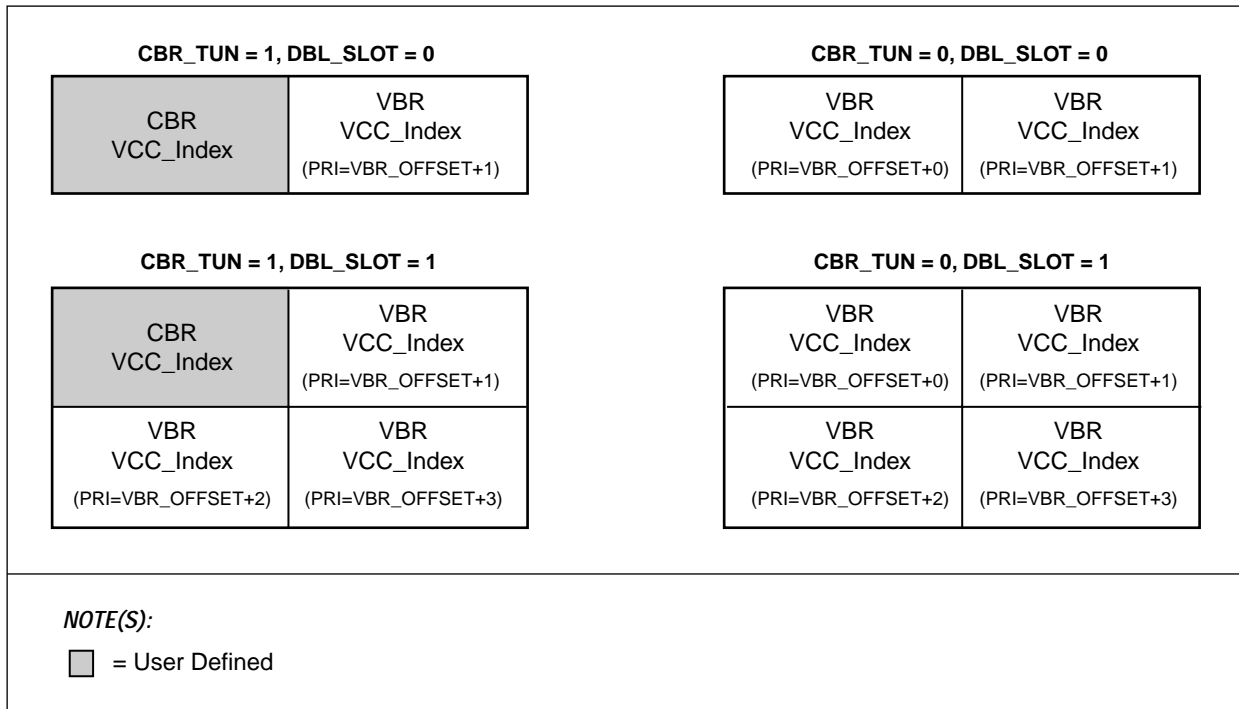 CBR_TUN = 1, DBL_SLOT = 0
CBR
VCC_Index
VBR
VCC_Index
(PRI=VBR_OFFSET+1)
CBR_TUN = 0, DBL_SLOT = 0
VBR
VCC_Index
(PRI=VBR_OFFSET+0)
VBR
VCC_Index
(PRI=VBR_OFFSET+1)
CBR_TUN = 1, DBL_SLOT = 1
CBR
VCC_Index
VBR
VCC_Index
(PRI=VBR_OFFSET+1)
VBR
VCC_Index
(PRI=VBR_OFFSET+2)
VBR
VCC_Index
(PRI=VBR_OFFSET+3)
CBR_TUN = 0, DBL_SLOT = 1
VBR
VCC_Index
(PRI=VBR_OFFSET+0)
VBR
VCC_Index
(PRI=VBR_OFFSET+1)
VBR
VCC_Index
(PRI=VBR_OFFSET+2)
VBR
VCC_Index
(PRI=VBR_OFFSET+3)
NOTE(S):
= User Defined